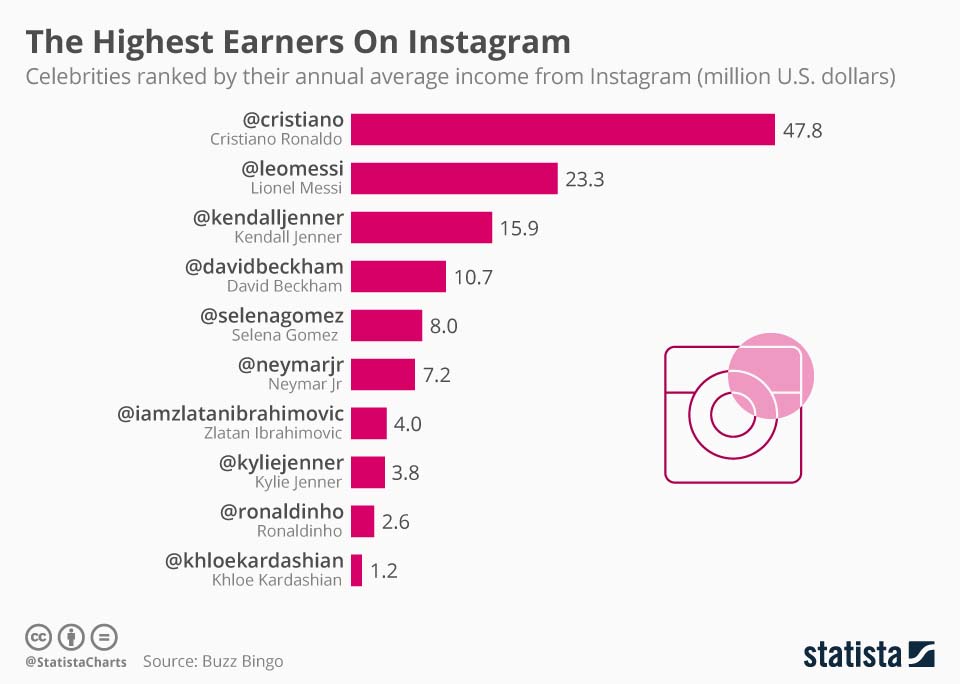 The Highest Earners On Instagram
Celebrities ranked by their annual average income from Instagram (million U.S. dollars)
@cristiano
Cristiano Ronaldo
47.8
@leomessi
Lionel Messi
23.3
@kendalljenner
Kendall Jenner
15.9
@davidbeckham
David Beckham
10.7
@selenagomez
Selena Gomez
8.0
@neymarjr
Neymar Jr
7.2
@iamzlatanibrahimovic
Zlatan Ibrahimovic
4.0
@kyliejenner
Kylie Jenner
3.8
@ronaldinho
Ronaldinho
2.6
@khloekardashian
Khloe Kardashian
1.2
cc
@StatistaCharts Source: Buzz Bingo
statista